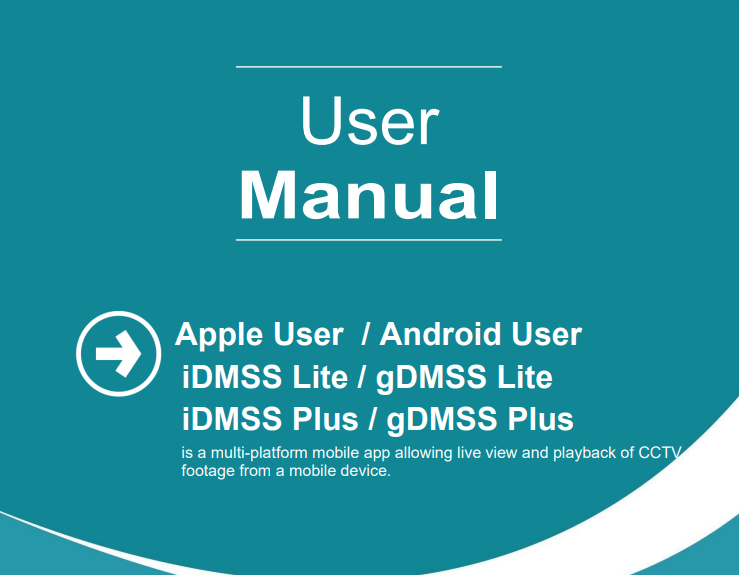 User
Manual
Apple User / Android User
iDMSS Lite / gDMSS Lite
iDMSS Plus / gDMSS Plus
is a multi-platform mobile app allowing live view and playback of CCTV
footage from a mobile device.